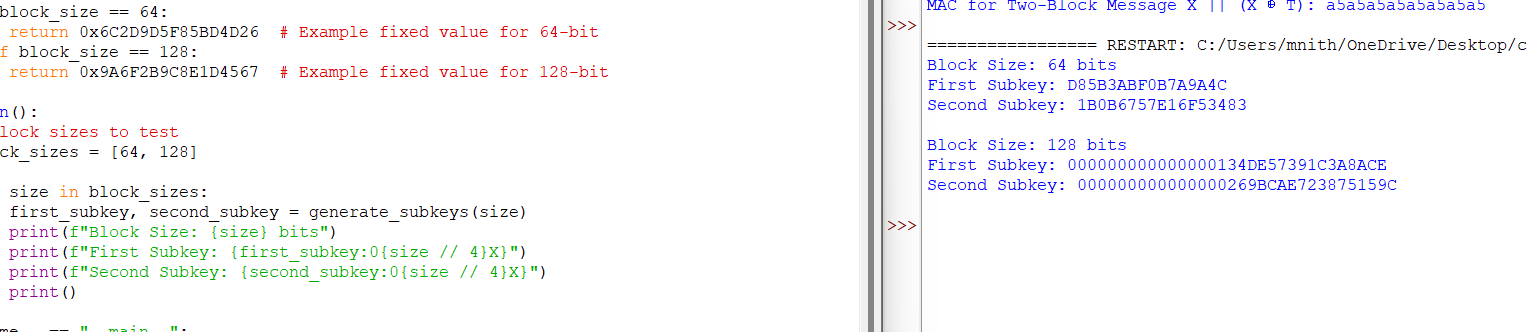 block_size == 64:
return 0x6C2D9D5F85BD4D26  # Example fixed value for 64-bit
f block_size == 128:
return 0x9A6F2B9C8E1D4567  # Example fixed value for 128-bit
n():
lock sizes to test
ck_sizes = [64, 128]
size in block_sizes:
first_subkey, second_subkey = generate_subkeys(size)
print(f"Block Size: {size} bits")
print(f"First Subkey: {first_subkey:0{size // 4}X}")
print(f"Second Subkey: {second_subkey:0{size // 4}X}")
print()
me__ == "__main__":
MAC for Two-Block Message X || (X ⊕ T): a5a5a5a5a5a5a5a5
>>>
================= RESTART: C:/Users/mnith/OneDrive/Desktop/c
Block Size: 64 bits
First Subkey: D85B3ABF0B7A9A4C
Second Subkey: 1B0B6757E16F53483
Block Size: 128 bits
First Subkey: 000000000000000134DE57391C3A8ACE
Second Subkey: 000000000000000269BCAE723875159C
>>>